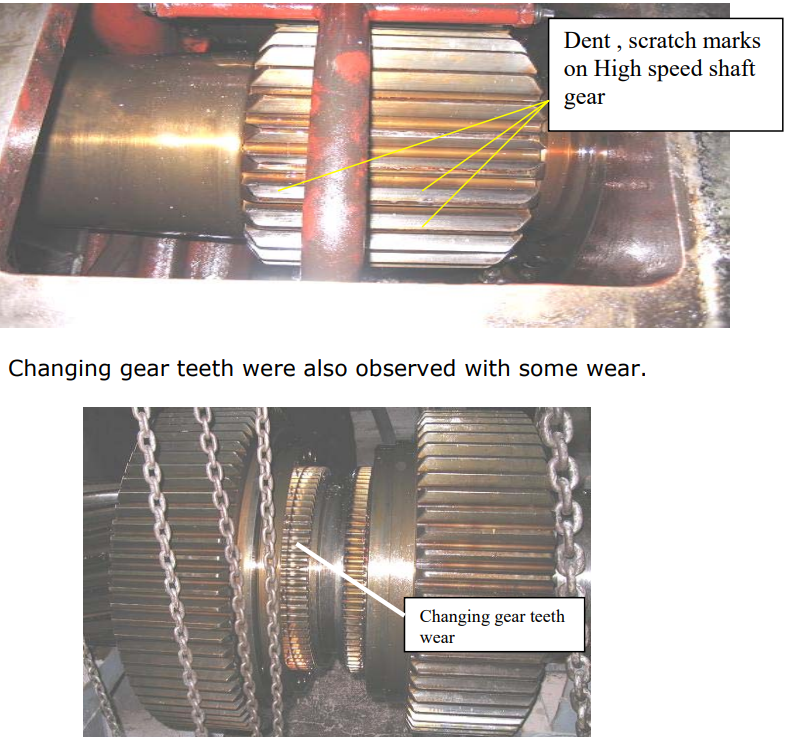 Dent , scratch marks
on High speed shaft
gear
Changing gear teeth were also observed with some wear.
Changing gear teeth
wear